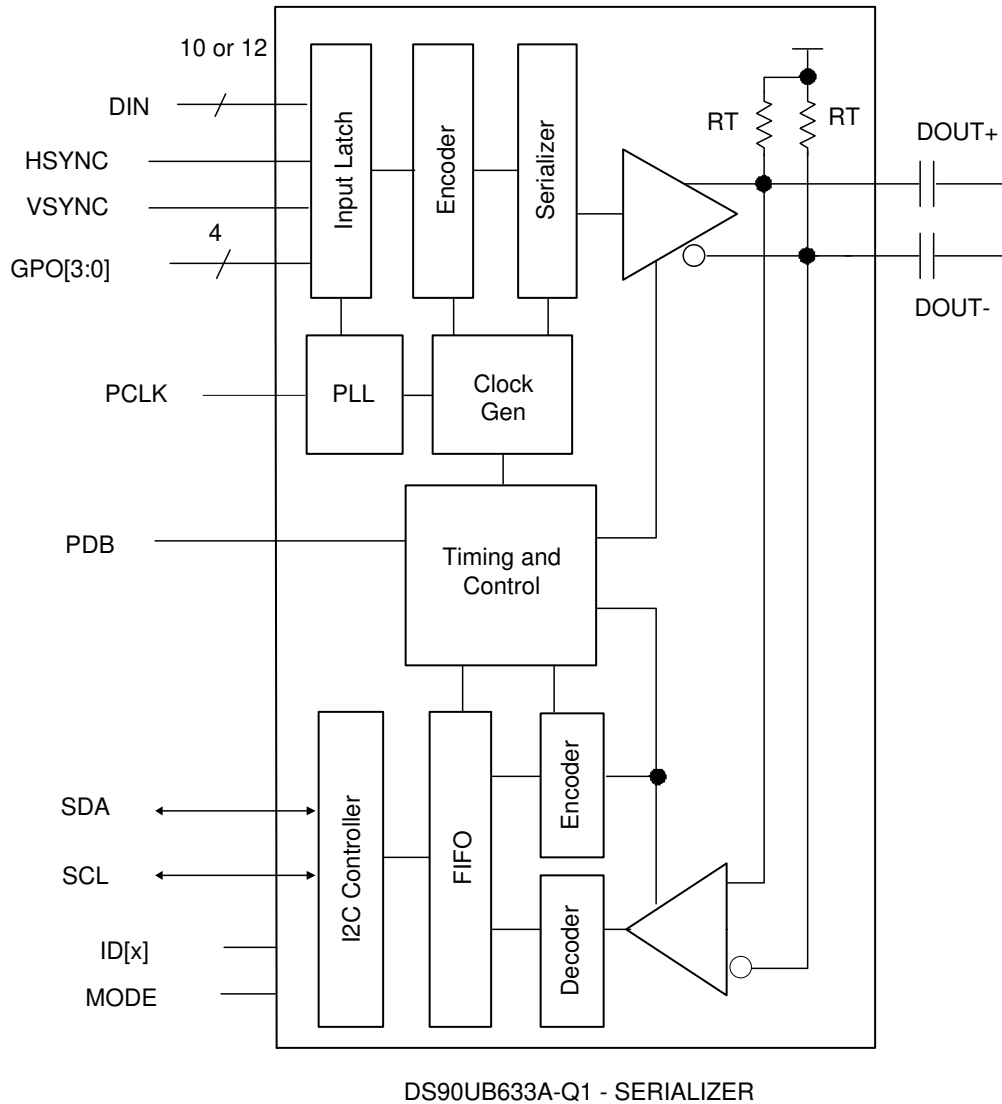 10 or 12
DIN
HSYNC
VSYNC
4
GPO[3:0]
PCLK
PDB
SDA
SCL
ID[x]
MODE
Input Latch
Encoder
Serializer
PLL
Clock
Gen
Timing and
Control
I2C Controller
FIFO
Encoder
Decoder
RT
RT
DOUT+
DOUT-
DS90UB633A-Q1 - SERIALIZER